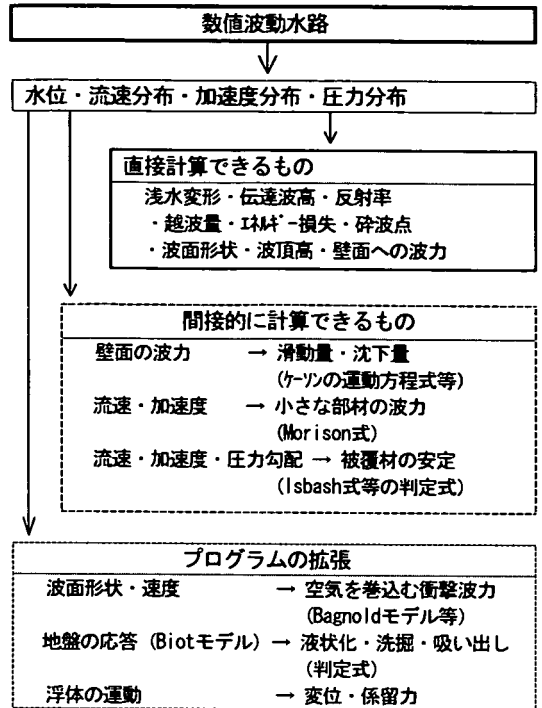 数値波動水路
水位・流速分布・加速度分布・圧力分布
直接計算できるもの
浅水変形・伝達波高・反射率
・越波量・エネルギー損失・砕波点
・波面形状・波頂高・壁面への波力
間接的に計算できるもの
壁面の波力 → 滑動量・沈下量
(ケーソンの運動方程式等)
流速・加速度 → 小さな部材の波力
(Morison式)
流速・加速度・圧力勾配 → 被覆材の安定
(Isbash式等の判定式)
プログラムの拡張
波面形状・速度 → 空気を巻込む衝撃波力
(Bagnoldモデル等)
地盤の応答 (Biotモデル) → 液状化・洗掘・吸い出し
(判定式)
浮体の運動 → 変位・係留力